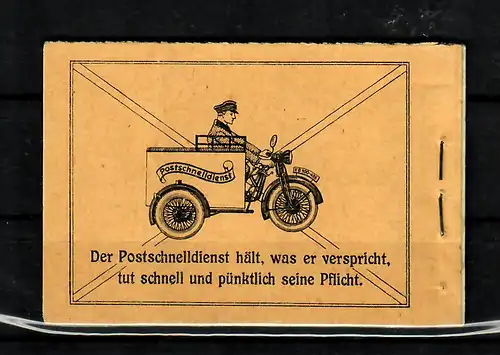 Postschnelldienst
Der Postschnelldienst hält, was er verspricht,
tut schnell und pünktlich seine Pflicht.